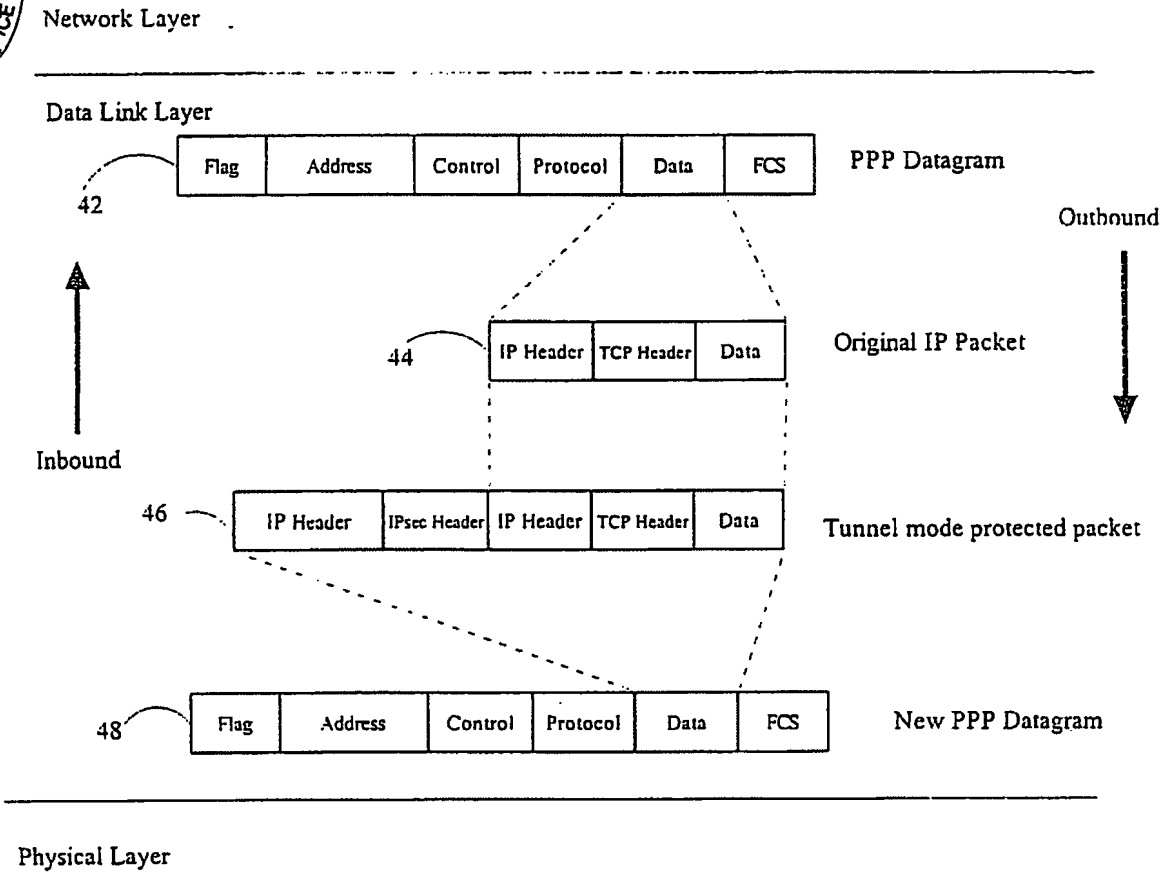 Network Layer
Data Link Layer
Flag Address Control Protocol Data FCS PPP Datagram
42
Outbound
44 IP Header TCP Header Data Original IP Packet
Inbound
46 IP Header IPsec Header IP Header TCP Header Data Tunnel mode protected packet
48 Flag Address Control Protocol Data FCS New PPP Datagram
Physical Layer